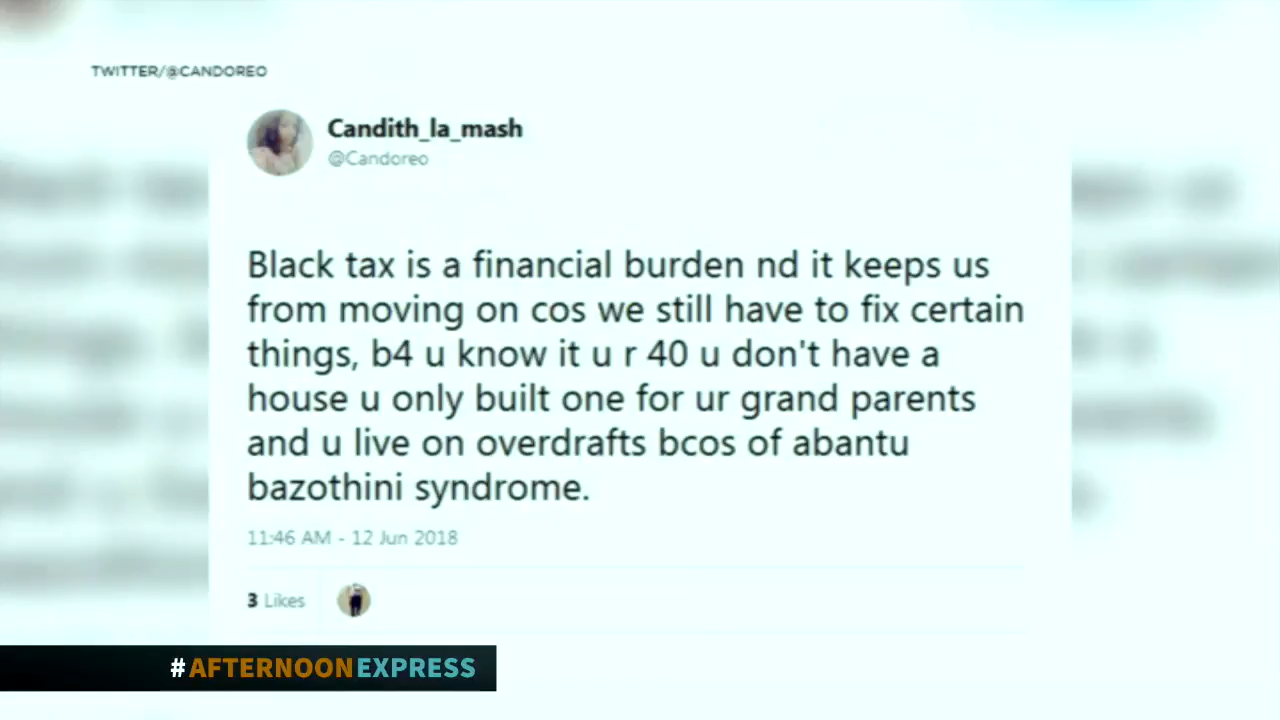 TWITTER/@CANDOREO
Candith_la_mash
@Candoreo
Black tax is a financial burden nd it keeps us
from moving on cos we still have to fix certain
things, b4 u know it u r 40 u don't have a
house u only built one for ur grand parents
and u live on overdrafts bcos of abantu
bazothini syndrome.
11:46 AM - 12 Jun 2018
3 Likes
#AFTERNOONEXPRESS